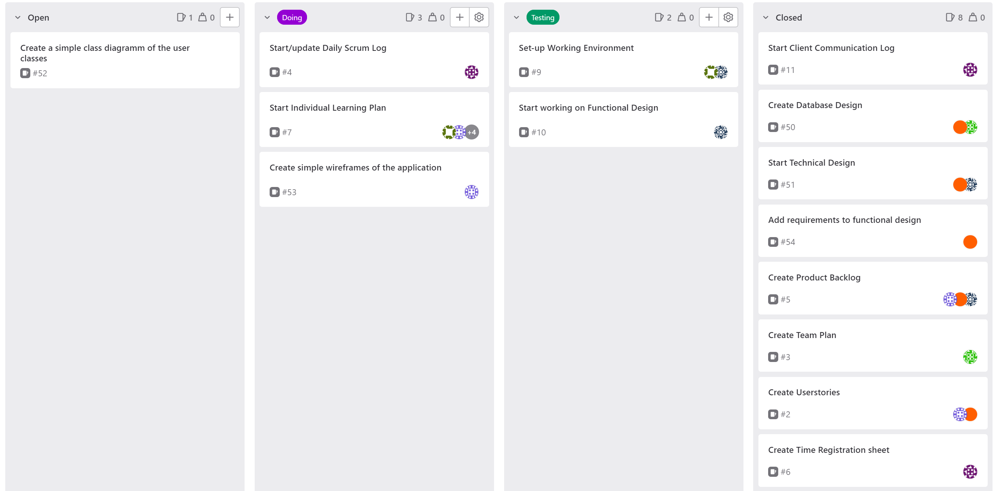 Open 1 0
Create a simple class diagramm of the user
classes
#52
Doing 3 0
Start/update Daily Scrum Log
#4
Start Individual Learning Plan
#7 +4
Create simple wireframes of the application
#53
Testing 2 0
Set-up Working Environment
#9
Start working on Functional Design
#10
Closed 8 0
Start Client Communication Log
#11
Create Database Design
#50
Start Technical Design
#51
Add requirements to functional design
#54
Create Product Backlog
#5
Create Team Plan
#3
Create Userstories
#2
Create Time Registration sheet
#6